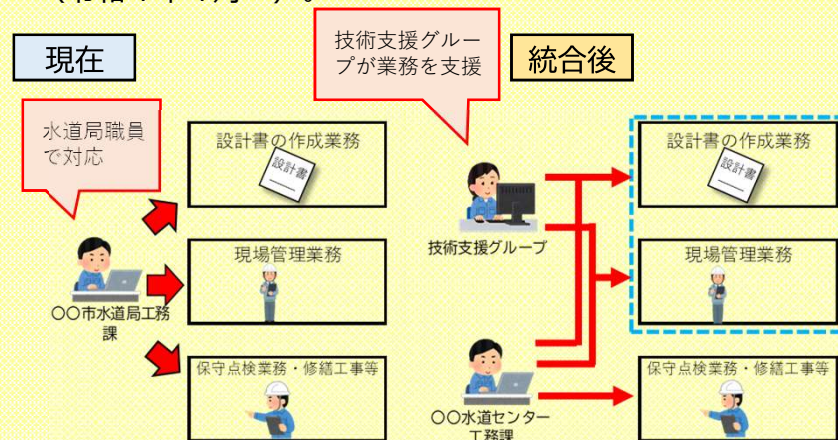 現在
技術支援グルー
プが業務を支援
統合後
水道局職員
で対応
設計書の作成業務
設計書
現場管理業務
〇〇市水道局工務
課
保守点検業務・修繕工事等
技術支援グループ
〇〇水道センター
工務課
設計書の作成業務
設計書
現場管理業務
保守点検業務・修繕工事等